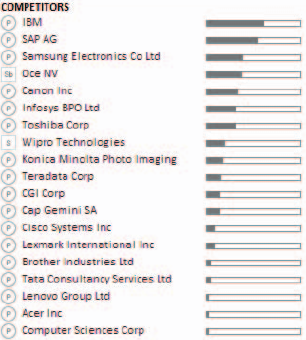 COMPETITORS
P IBM
P SAP AG
P Samsung Electronics Co Ltd
Sb Oce NV
P Canon Inc
P Infosys BPO Ltd
P Toshiba Corp
S Wipro Technologies
P Konica Minolta Photo Imaging
P Teradata Corp
P CGI Corp
P Cap Gemini SA
P Cisco Systems Inc
P Lexmark International Inc
P Brother Industries Ltd
P Tata Consultancy Services Ltd
P Lenovo Group Ltd
P Acer Inc
P Computer Sciences Corp